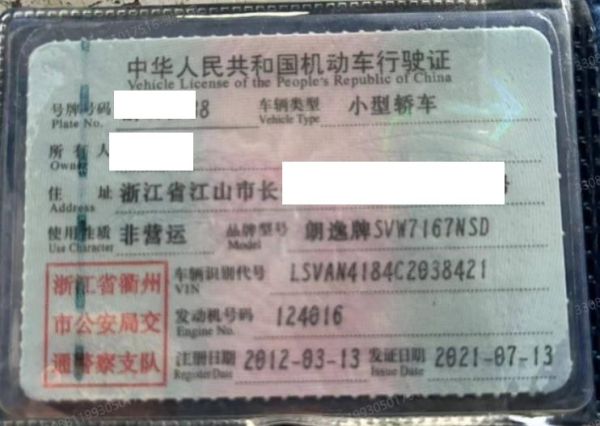 中华人民共和国机动车行驶证
Vehicle License of the People's Republic of China
号牌号码 8 车辆类型 小型轿车
Plate No. Vehicle Type
所有人
Owner
住址 浙江省江山市长 号
Address
使用性质 非营运 品牌型号 朗逸牌SVW7167NSD
Use Character Model
车辆识别代号 LSVAN4184C2038421
VIN
发动机号码 124016
Engine No.
注册日期 2012-03-13 发证日期 2021-07-13
Register Date Issue Date
浙江省衢州
市公安局交
通警察支队